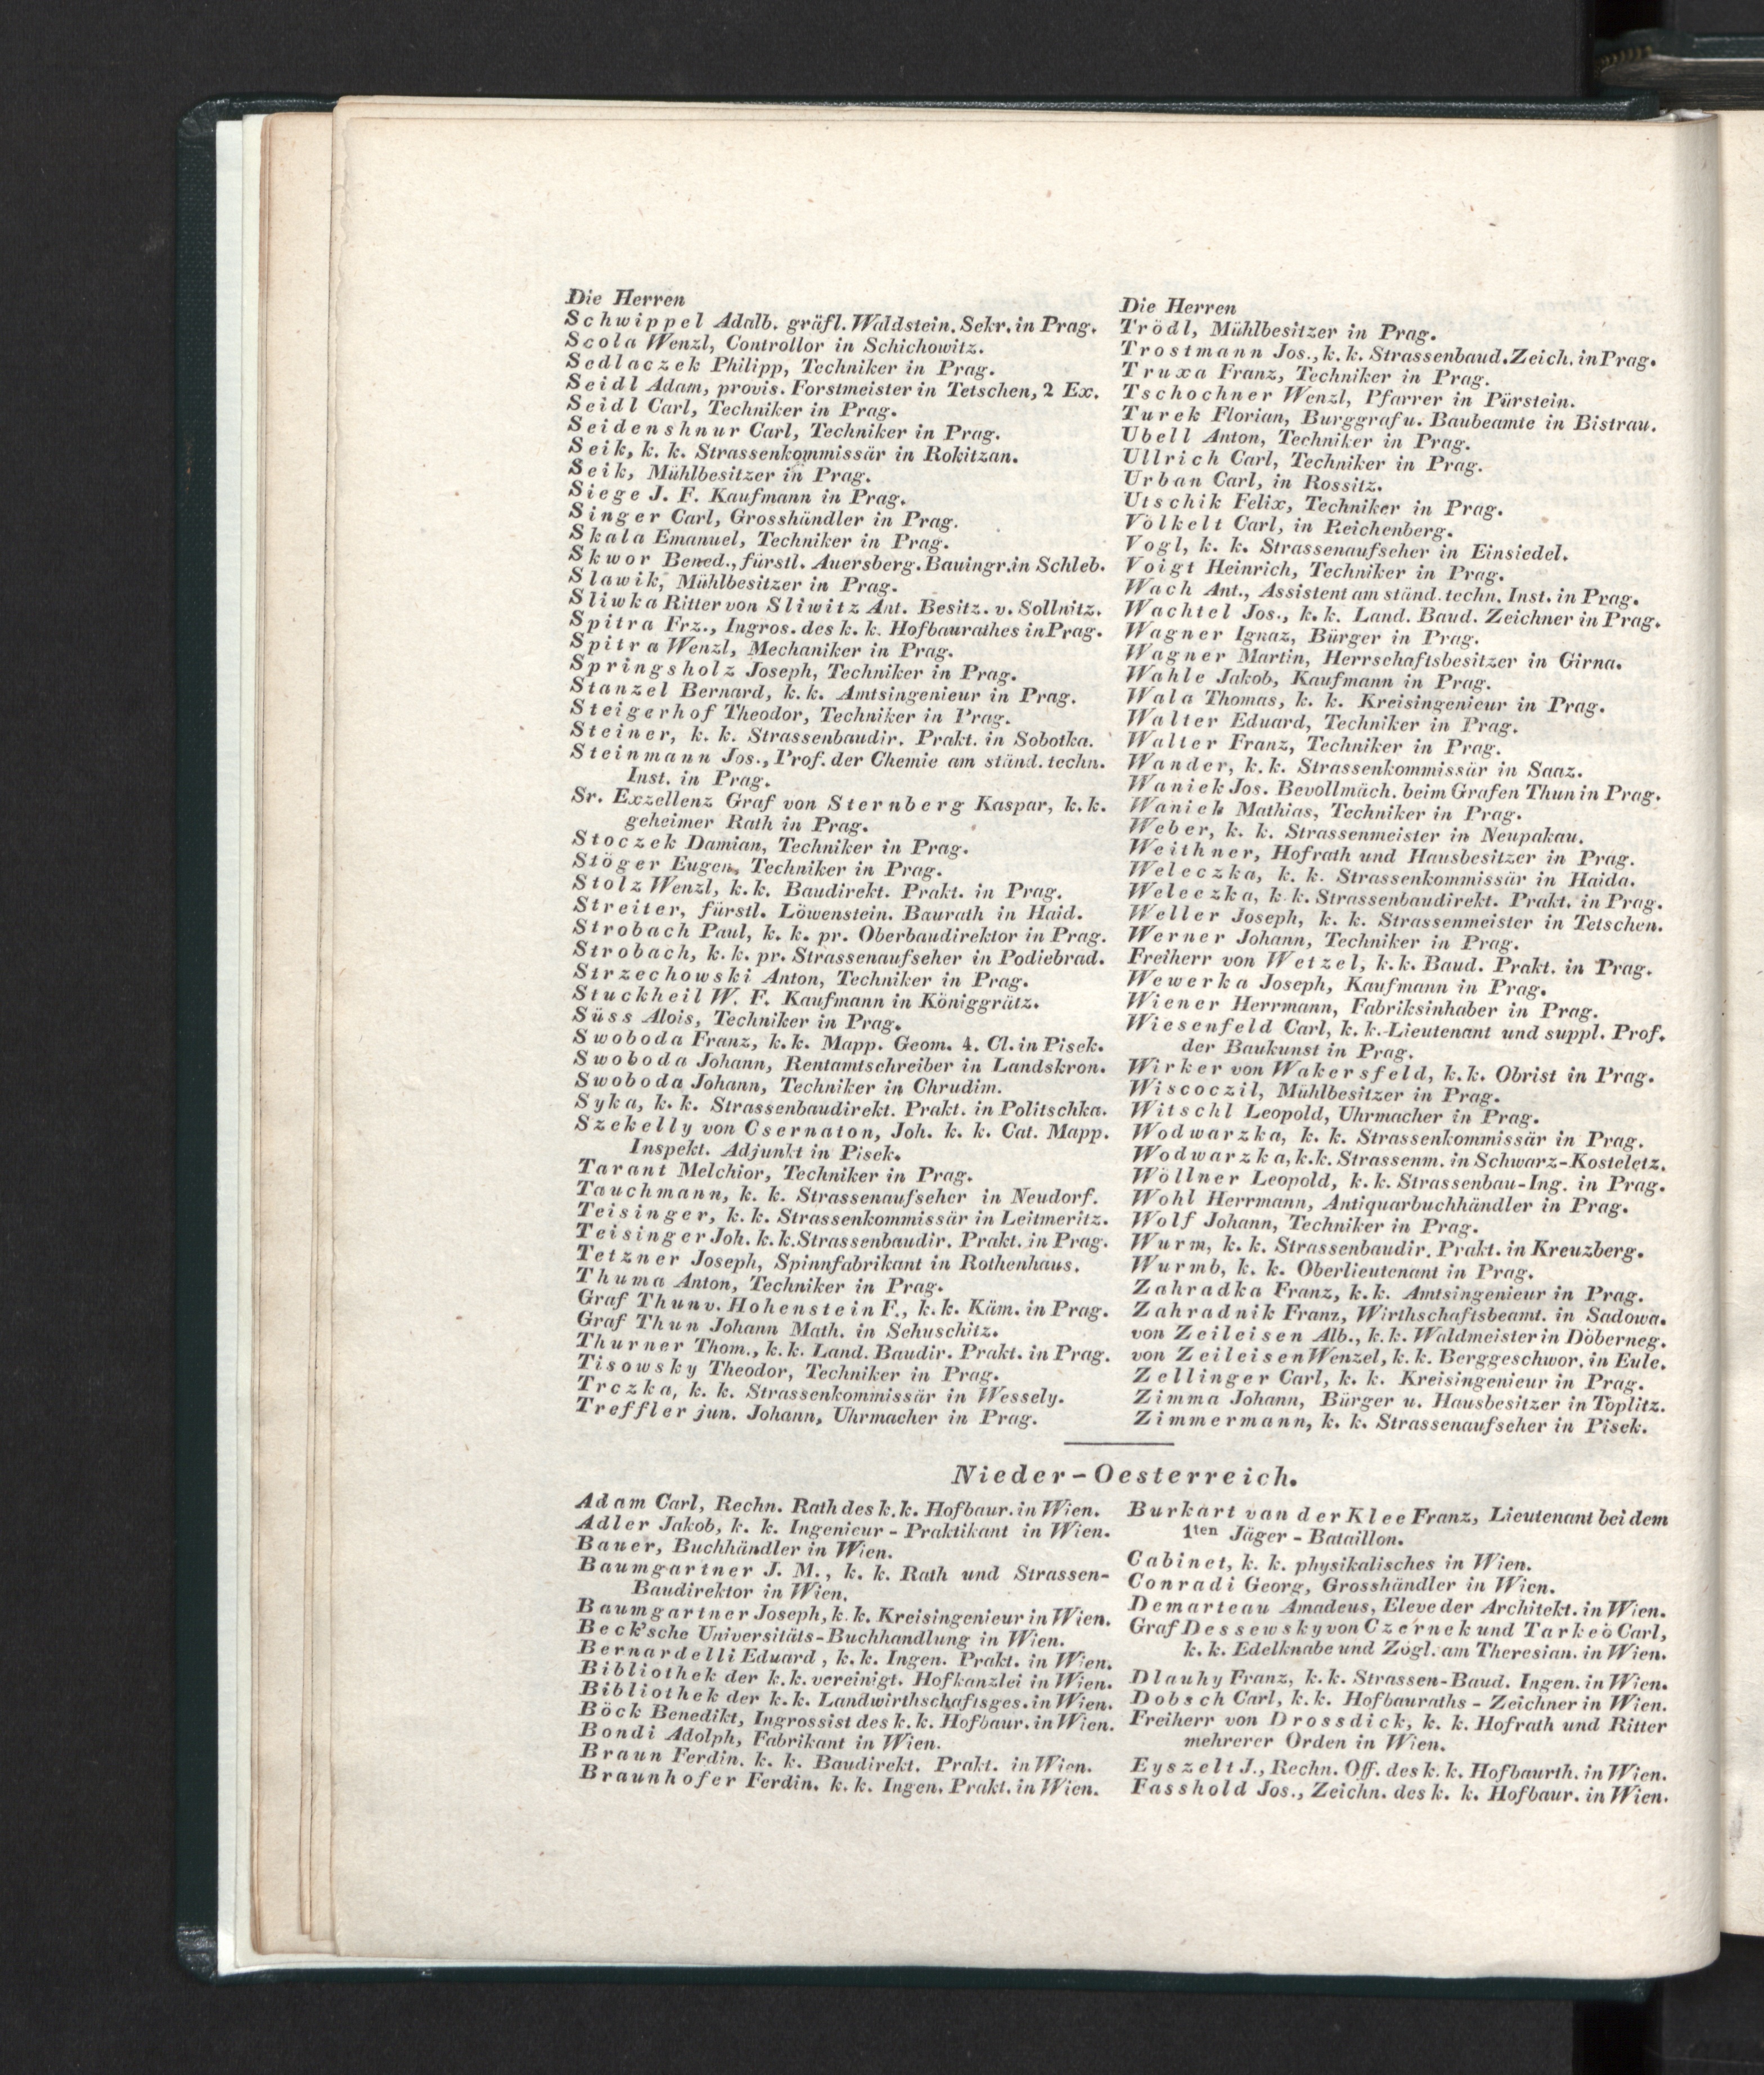 Die Herren
Schwippel Adalb. gräfl. Waldstein. Sekr. in Prag.
Scola Wenzl, Controllor in Schichowitz.
Sedlaczek Philipp, Techniker in Prag.
Seidl Adam, provis. Forstmeister in Tetschen, 2 Ex.
Seidl Carl, Techniker in Prag.
Seidenshnur Carl, Techniker in Prag.
Seik, k. k. Strassenkommissär in Rokitzan.
Seik, Mühlbesitzer in Prag.
Siege J. F. Kaufmann in Prag.
Singer Carl, Grosshändler in Prag.
Skala Emanuel, Techniker in Prag.
Skwor Bened., fürstl. Auersberg. Bauingr. in Schleb.
Slawik, Mühlbesitzer in Prag.
Sliwka Ritter von Sliwitz Ant. Besitz. v. Sollnitz.
Spitra Frz., Ingros. des k. k. Hofbaurathes in Prag.
Spitra Wenzl, Mechaniker in Prag.
Springsholz Joseph, Techniker in Prag.
Stanzel Bernard, k. k. Amtsingenieur in Prag.
Steigerhof Theodor, Techniker in Prag.
Steiner, k. k. Strassenbaudir. Prakt. in Sobotka.
Steinmann Jos., Prof. der Chemie am ständ. techn.
Inst. in Prag.
Sr. Exzellenz Graf von Sternberg Kaspar, k. k.
geheimer Rath in Prag.
Stoczek Damian, Techniker in Prag.
Stöger Eugen, Techniker in Prag.
Stolz Wenzl, k. k. Baudirekt. Prakt. in Prag.
Streiter, fürstl. Löwenstein. Baurath in Haid.
Strobach Paul, k. k. pr. Oberbaudirektor in Prag.
Strobach, k. k. pr. Strassenaufseher in Podiebrad.
Strzechowski Anton, Techniker in Prag.
Stuckheil W. F. Kaufmann in Königgrätz.
Süss Alois, Techniker in Prag.
Swoboda Franz, k. k. Mapp. Geom. 4. Cl. in Pisek.
Swoboda Johann, Rentamtschreiber in Landskron.
Swoboda Johann, Techniker in Chrudim.
Syka, k. k. Strassenbaudirekt. Prakt. in Politschka.
Szekelly von Csernaton, Joh. k. k. Cat. Mapp.
Inspekt. Adjunkt in Pisek.
Tarant Melchior, Techniker in Prag.
Tauchmann, k. k. Strassenaufseher in Neudorf.
Teisinger, k. k. Strassenkommissär in Leitmeritz.
Teisinger Joh. k. k. Strassenbaudir. Prakt. in Prag.
Tetzner Joseph, Spinnfabrikant in Rothenhaus.
Thuma Anton, Techniker in Prag.
Graf Thun v. Hohenstein F., k. k. Käm. in Prag.
Graf Thun Johann Math. in Sehuschitz.
Thurner Thom., k. k. Land. Baudir. Prakt. in Prag.
Tisowsky Theodor, Techniker in Prag.
Trczka, k. k. Strassenkommissär in Wessely.
Treffler jun. Johann, Uhrmacher in Prag.
Die Herren
Trödl, Mühlbesitzer in Prag.
Trostmann Jos., k. k. Strassenbaud. Zeich. in Prag.
Truxa Franz, Techniker in Prag.
Tschochner Wenzl, Pfarrer in Pürstein.
Turek Florian, Burggraf u. Baubeamte in Bistrau.
Ubell Anton, Techniker in Prag.
Ullrich Carl, Techniker in Prag.
Urban Carl, in Rossitz.
Utschik Felix, Techniker in Prag.
Völkelt Carl, in Reichenberg.
Vogl, k. k. Strassenaufseher in Einsiedel.
Voigt Heinrich, Techniker in Prag.
Wach Ant., Assistent am ständ. techn. Inst. in Prag.
Wachtel Jos., k. k. Land. Baud. Zeichner in Prag.
Wagner Ignaz, Bürger in Prag.
Wagner Martin, Herrschaftsbesitzer in Girna.
Wahle Jakob, Kaufmann in Prag.
Wala Thomas, k. k. Kreisingenieur in Prag.
Walter Eduard, Techniker in Prag.
Walter Franz, Techniker in Prag.
Wander, k. k. Strassenkommissär in Saaz.
Waniek Jos. Bevollmäch. beim Grafen Thun in Prag.
Waniek Mathias, Techniker in Prag.
Weber, k. k. Strassenmeister in Neupakau.
Weithner, Hofrath und Hausbesitzer in Prag.
Weleczka, k. k. Strassenkommissär in Haida.
Weleczka, k. k. Strassenbaudirekt. Prakt. in Prag.
Weller Joseph, k. k. Strassenmeister in Tetschen.
Werner Johann, Techniker in Prag.
Freiherr von Wetzel, k. k. Baud. Prakt. in Prag.
Wewerka Joseph, Kaufmann in Prag.
Wiener Herrmann, Fabriksinhaber in Prag.
Wiesenfeld Carl, k. k. Lieutenant und suppl. Prof.
der Baukunst in Prag.
Wirker von Wakersfeld, k. k. Obrist in Prag.
Wiscoczil, Mühlbesitzer in Prag.
Witschl Leopold, Uhrmacher in Prag.
Wodwarzka, k. k. Strassenkommissär in Prag.
Wodwarzka, k. k. Strassenm. in Schwarz-Kosteletz.
Wöllner Leopold, k. k. Strassenbau-Ing. in Prag.
Wohl Herrmann, Antiquarbuchhändler in Prag.
Wolf Johann, Techniker in Prag.
Wurm, k. k. Strassenbaudir. Prakt. in Kreuzberg.
Wurmb, k. k. Oberlieutenant in Prag.
Zahradka Franz, k. k. Amtsingenieur in Prag.
Zahradnik Franz, Wirthschaftsbeamt. in Sadowa.
von Zeileisen Alb., k. k. Waldmeister in Döberneg.
von Zeileisen Wenzel, k. k. Berggeschwor. in Eule.
Zellinger Carl, k. k. Kreisingenieur in Prag.
Zimma Johann, Bürger u. Hausbesitzer in Töplitz.
Zimmermann, k. k. Strassenaufseher in Pisek.
Nieder-Oesterreich.
Adam Carl, Rechn. Rath des k. k. Hofbaur. in Wien.
Adler Jakob, k. k. Ingenieur-Praktikant in Wien.
Bauer, Buchhändler in Wien.
Baumgartner J. M., k. k. Rath und Strassen-
Baudirektor in Wien.
Baumgartner Joseph, k. k. Kreisingenieur in Wien.
Beck'sche Universitäts-Buchhandlung in Wien.
Bernardelli Eduard, k. k. Ingen. Prakt. in Wien.
Bibliothek der k. k. vereinigt. Hofkanzlei in Wien.
Bibliothek der k. k. Landwirthschaftsges. in Wien.
Böck Benedikt, Ingrossist des k. k. Hofbaur. in Wien.
Bondi Adolph, Fabrikant in Wien.
Braun Ferdin. k. k. Baudirekt. Prakt. in Wien.
Braunhofer Ferdin. k. k. Ingen. Prakt. in Wien.
Burkart van der Klee Franz, Lieutenant bei dem
1ten Jäger-Bataillon.
Cabinet, k. k. physikalisches in Wien.
Conradi Georg, Grosshändler in Wien.
Demarteau Amadeus, Eleve der Architekt. in Wien.
Graf Dessewsky von Czernek und Tarkeö Carl,
k. k. Edelknabe und Zögl. am Theresian. in Wien.
Dlauhy Franz, k. k. Strassen-Baud. Ingen. in Wien.
Dobsch Carl, k. k. Hofbauraths-Zeichner in Wien.
Freiherr von Drossdick, k. k. Hofrath und Ritter
mehrerer Orden in Wien.
Eyszelt J., Rechn. Off. des k. k. Hofbaurth. in Wien.
Fasshold Jos., Zeichn. des k. k. Hofbaur. in Wien.